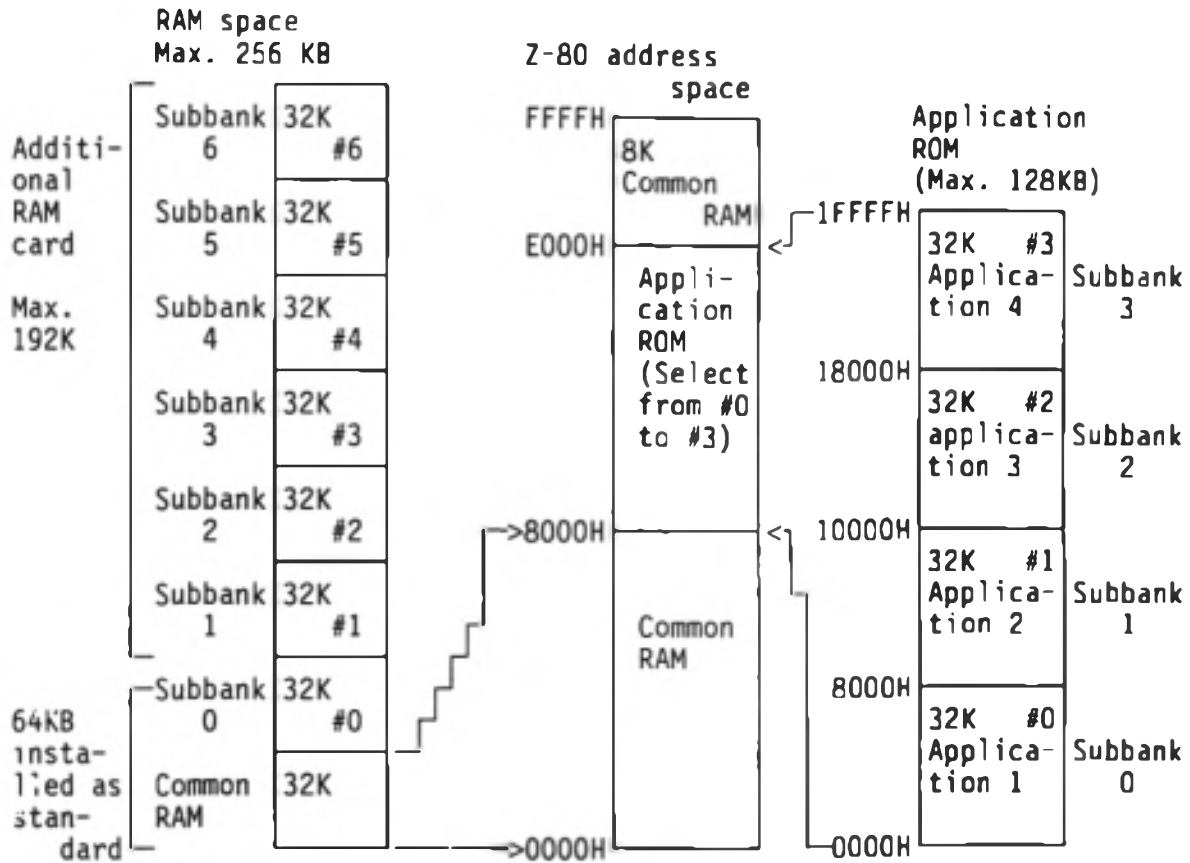 RAM space
Max. 256 KB
Additi-
onal
RAM
card
Max.
192K
Subbank 6
32K #6
Subbank 5
32K #5
Subbank 4
32K #4
Subbank 3
32K #3
Subbank 2
32K #2
Subbank 1
32K #1
64KB
insta-
lled as
stan-
dard
Subbank 0
32K #0
Common
RAM
32K
Z-80 address
space
FFFFH
8K
Common
RAM
E000H
Appli-
cation
ROM
(Select
from #0
to #3)
8000H
Common
RAM
0000H
Application
ROM
(Max. 128KB)
1FFFFH
32K #3
Applica-
tion 4
Subbank
3
18000H
32K #2
applica-
tion 3
Subbank
2
10000H
32K #1
Applica-
tion 2
Subbank
1
8000H
32K #0
Applica-
tion 1
Subbank
0
0000H